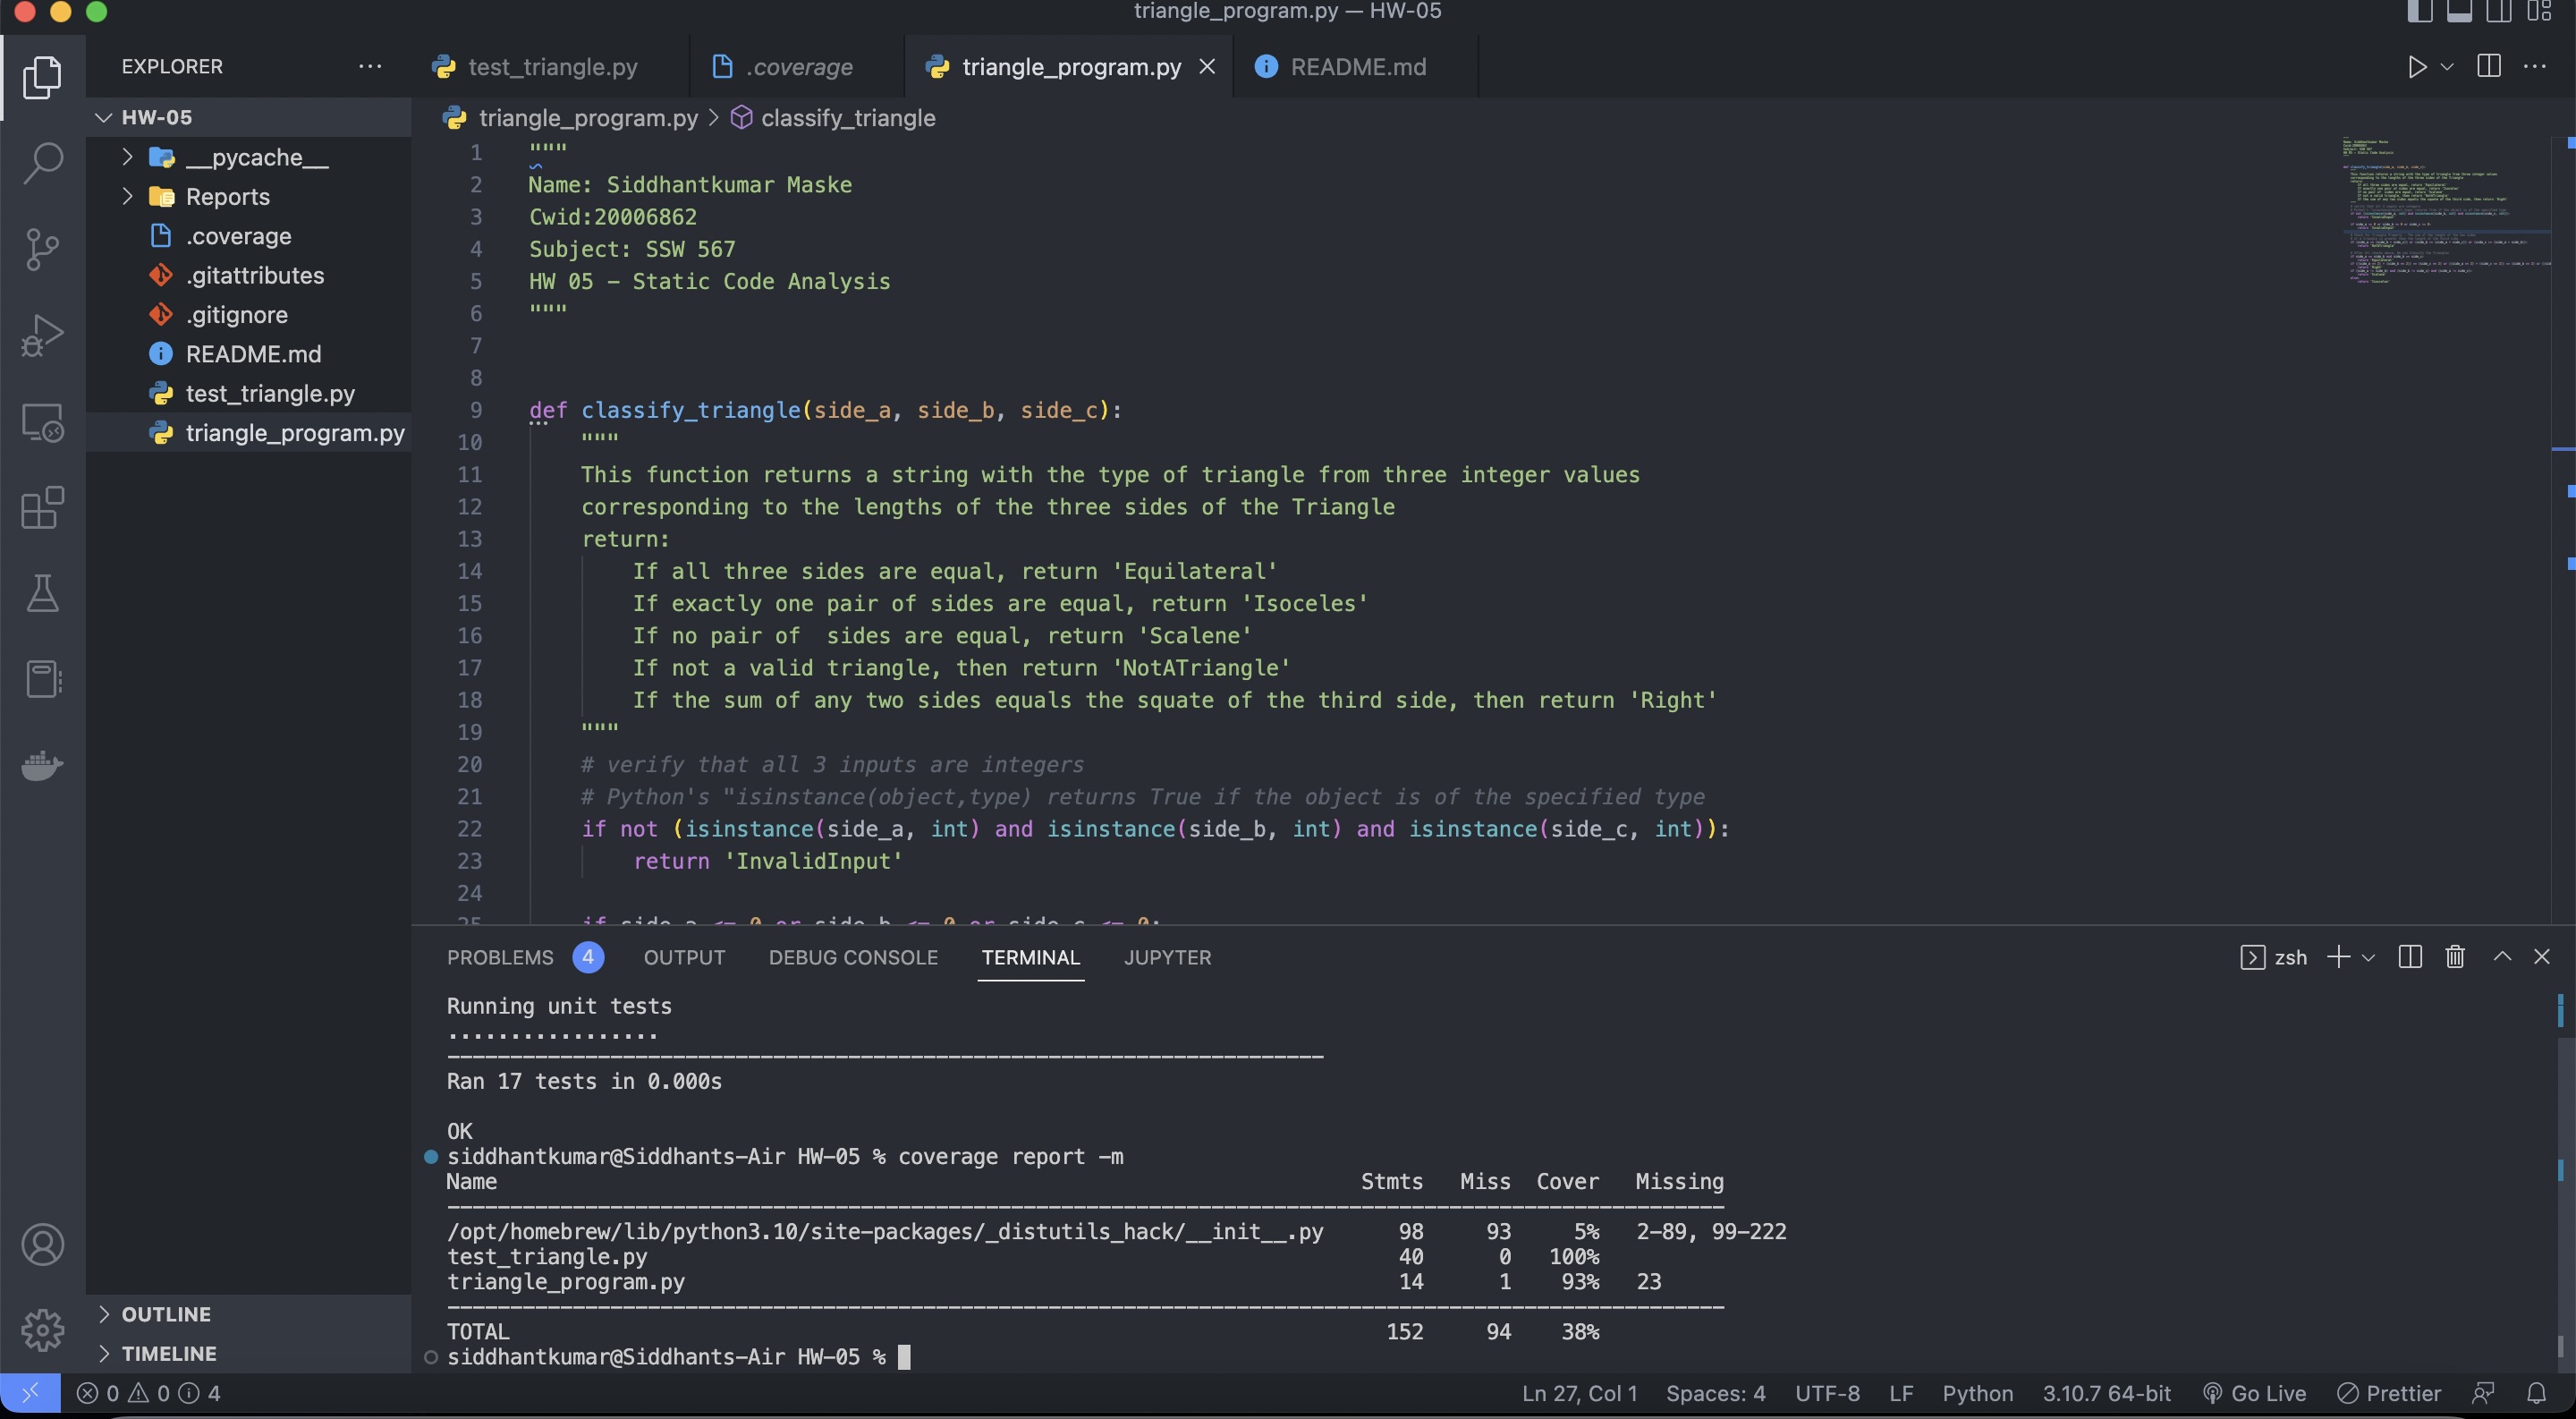 triangle_program.py — HW-05
EXPLORER
test_triangle.py
.coverage
triangle_program.py
README.md
HW-05
__pycache__
Reports
.coverage
.gitattributes
.gitignore
README.md
test_triangle.py
triangle_program.py
OUTLINE
TIMELINE
triangle_program.py > classify_triangle
1 """
2 Name: Siddhantkumar Maske
3 Cwid:20006862
4 Subject: SSW 567
5 HW 05 - Static Code Analysis
6 """
7
8
9 def classify_triangle(side_a, side_b, side_c):
10 """
11 This function returns a string with the type of triangle from three integer values
12 corresponding to the lengths of the three sides of the Triangle
13 return:
14 If all three sides are equal, return 'Equilateral'
15 If exactly one pair of sides are equal, return 'Isoceles'
16 If no pair of  sides are equal, return 'Scalene'
17 If not a valid triangle, then return 'NotATriangle'
18 If the sum of any two sides equals the squate of the third side, then return 'Right'
19 """
20 # verify that all 3 inputs are integers
21 # Python's "isinstance(object,type) returns True if the object is of the specified type
22 if not (isinstance(side_a, int) and isinstance(side_b, int) and isinstance(side_c, int)):
23 return 'InvalidInput'
24
25 if side_a <= 0 or side_b <= 0 or side_c <= 0:
PROBLEMS 4 OUTPUT DEBUG CONSOLE TERMINAL JUPYTER
zsh
Running unit tests
.................
----------------------------------------------------------------------
Ran 17 tests in 0.000s
OK
siddhantkumar@Siddhants-Air HW-05 % coverage report -m
Name Stmts Miss Cover Missing
------------------------------------------------------------------------------------------------------
/opt/homebrew/lib/python3.10/site-packages/_distutils_hack/__init__.py 98 93 5% 2-89, 99-222
test_triangle.py 40 0 100%
triangle_program.py 14 1 93% 23
------------------------------------------------------------------------------------------------------
TOTAL 152 94 38%
siddhantkumar@Siddhants-Air HW-05 %
0 0 4
Ln 27, Col 1 Spaces: 4 UTF-8 LF Python 3.10.7 64-bit Go Live Prettier